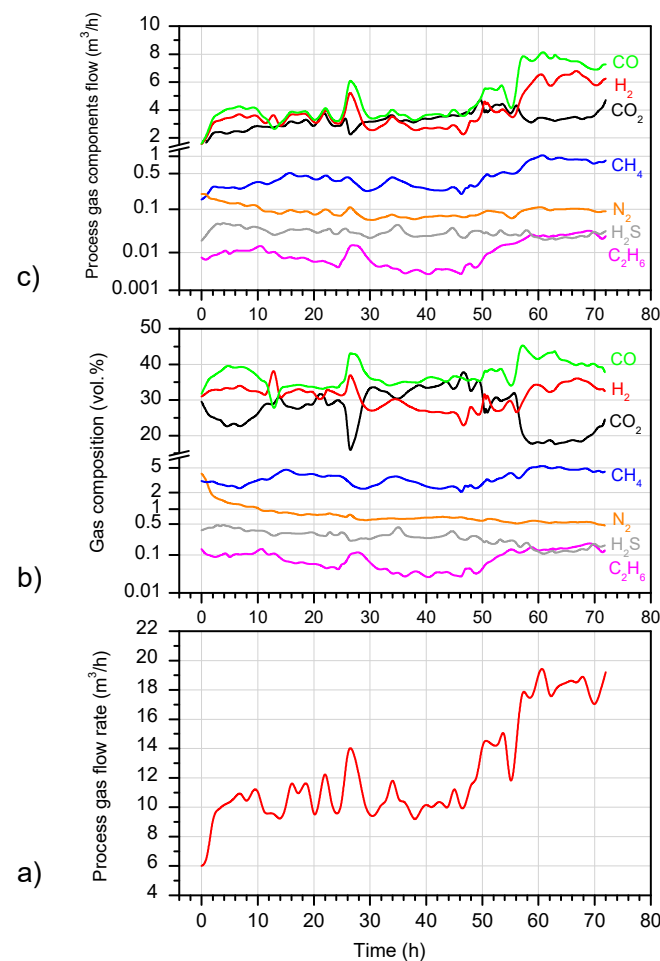 c)
Process gas components flow (m³/h)
10
8
6
4
2
1
0.5
0.1
0.01
0.001
CO
H₂
CO₂
CH₄
N₂
H₂S
C₂H₆
0 10 20 30 40 50 60 70 80
b)
Gas composition (vol.%)
50
40
30
20
5
2
1
0.5
0.1
0.01
CO
H₂
CO₂
CH₄
N₂
H₂S
C₂H₆
0 10 20 30 40 50 60 70 80
a)
Process gas flow rate (m³/h)
22
20
18
16
14
12
10
8
6
4
0 10 20 30 40 50 60 70 80
Time (h)